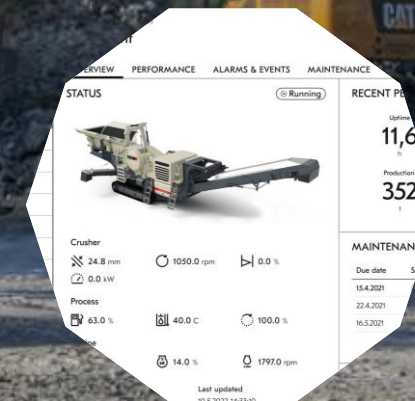 OVERVIEW PERFORMANCE ALARMS & EVENTS MAINTENANCE
STATUS Running RECENT
Uptime
11,6
Production
352
Crusher
24.8 mm 1050.0 rpm 0.0 %
0.0 kW
Process
63.0 % 40.0 C 100.0 %
14.0 % 1797.0 rpm
MAINTENAN
Due date
15.4.2021
22.4.2021
16.5.2021
Last updated
CAT